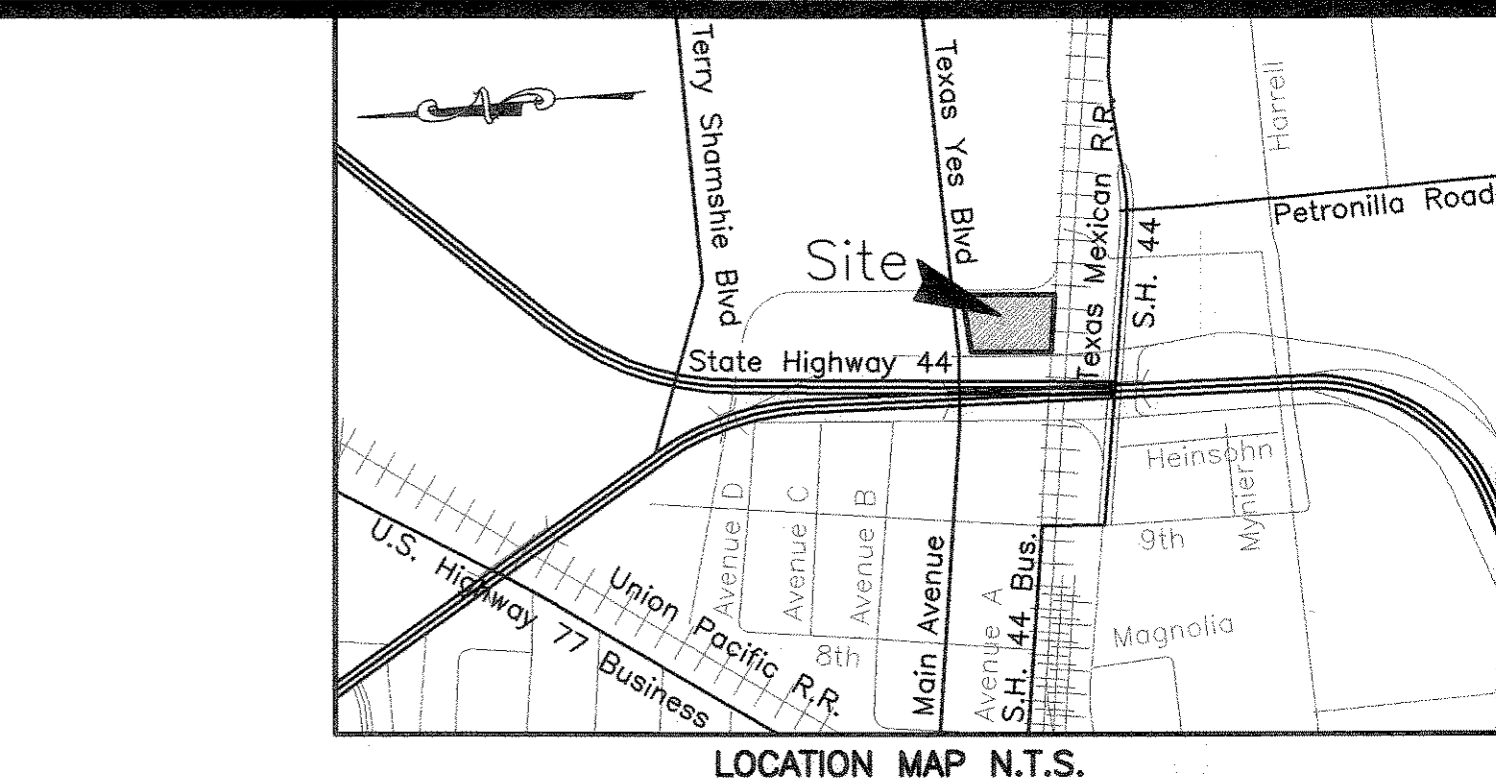 Terry Shamshie Blvd
Texas Yes Blvd
Texas Mexican R.R.
S.H. 44
Harrell
Petronilla Road
N
Site
State Highway 44
Heinsohn
Mynier
9th
Magnolia
Avenue D
Avenue C
Avenue B
Main Avenue
Avenue A
S.H. 44 Bus.
8th
U.S. Highway 77 Business
Union Pacific R.R.
LOCATION MAP N.T.S.